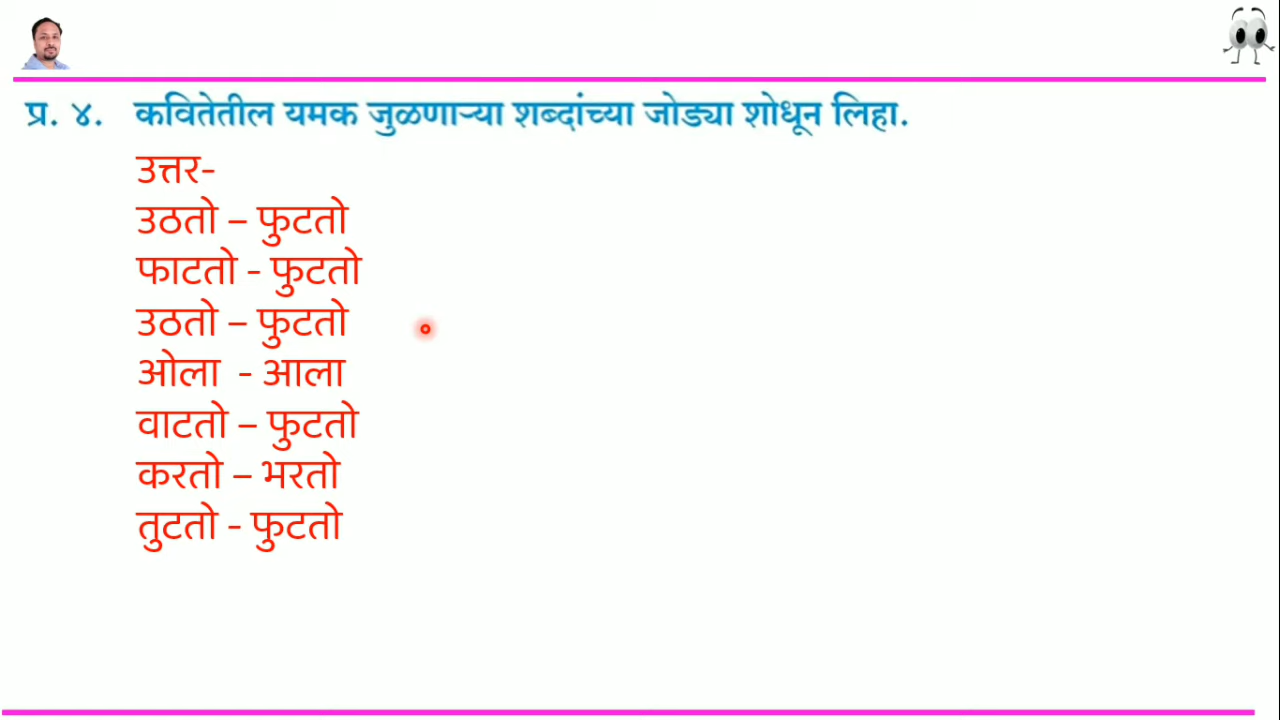 प्र. ४. कवितेतील यमक जुळणाऱ्या शब्दांच्या जोड्या शोधून लिहा.
उत्तर-
उठतो – फुटतो
फाटतो - फुटतो
उठतो – फुटतो
ओला - आला
वाटतो – फुटतो
करतो – भरतो
तुटतो - फुटतो